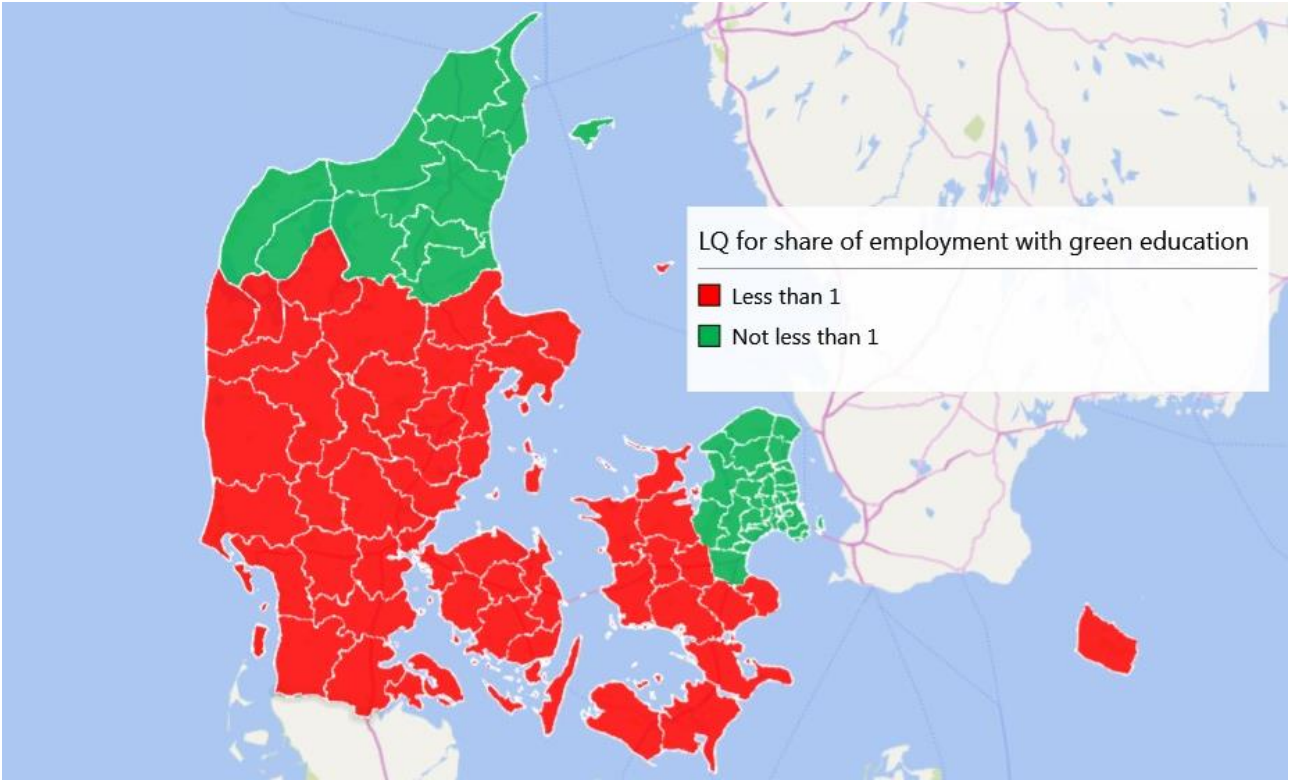 LQ for share of employment with green education
Less than 1
Not less than 1